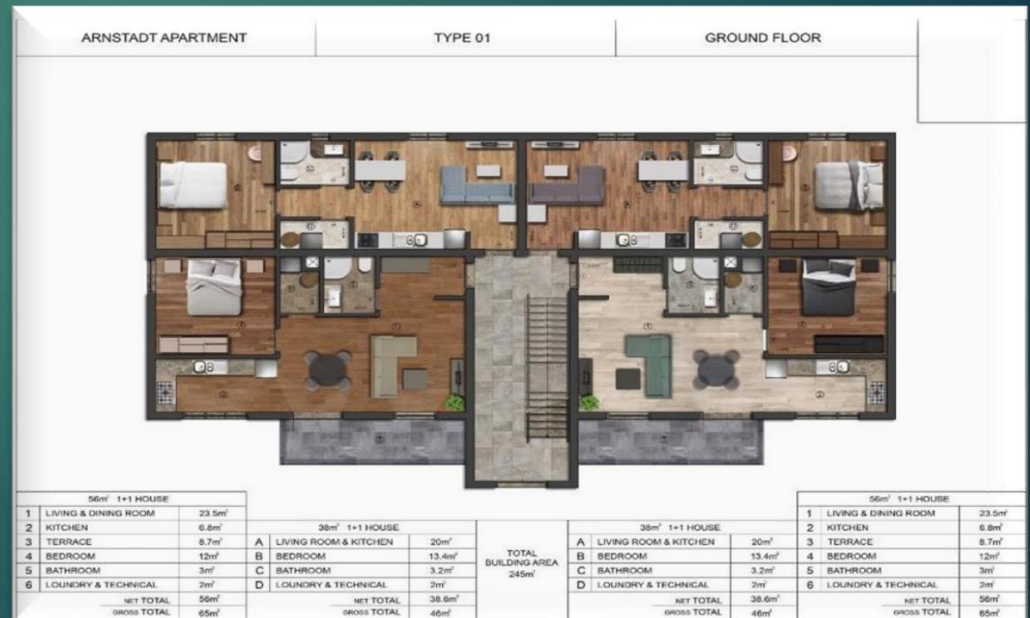 ARNSTADT APARTMENT
TYPE 01
GROUND FLOOR
56m² 1+1 HOUSE
1 LIVING & DINING ROOM 23.5m²
2 KITCHEN 6.8m²
3 TERRACE 8.7m²
4 BEDROOM 12m²
5 BATHROOM 3m²
6 LOUNDRY & TECHNICAL 2m²
NET TOTAL 56m²
GROSS TOTAL 65m²
38m² 1+1 HOUSE
A LIVING ROOM & KITCHEN 20m²
B BEDROOM 13.4m²
C BATHROOM 3.2m²
D LOUNDRY & TECHNICAL 2m²
NET TOTAL 38.6m²
GROSS TOTAL 46m²
TOTAL
BUILDING AREA
245m²
38m² 1+1 HOUSE
A LIVING ROOM & KITCHEN 20m²
B BEDROOM 13.4m²
C BATHROOM 3.2m²
D LOUNDRY & TECHNICAL 2m²
NET TOTAL 38.6m²
GROSS TOTAL 46m²
56m² 1+1 HOUSE
1 LIVING & DINING ROOM 23.5m²
2 KITCHEN 6.8m²
3 TERRACE 8.7m²
4 BEDROOM 12m²
5 BATHROOM 3m²
6 LOUNDRY & TECHNICAL 2m²
NET TOTAL 56m²
GROSS TOTAL 65m²